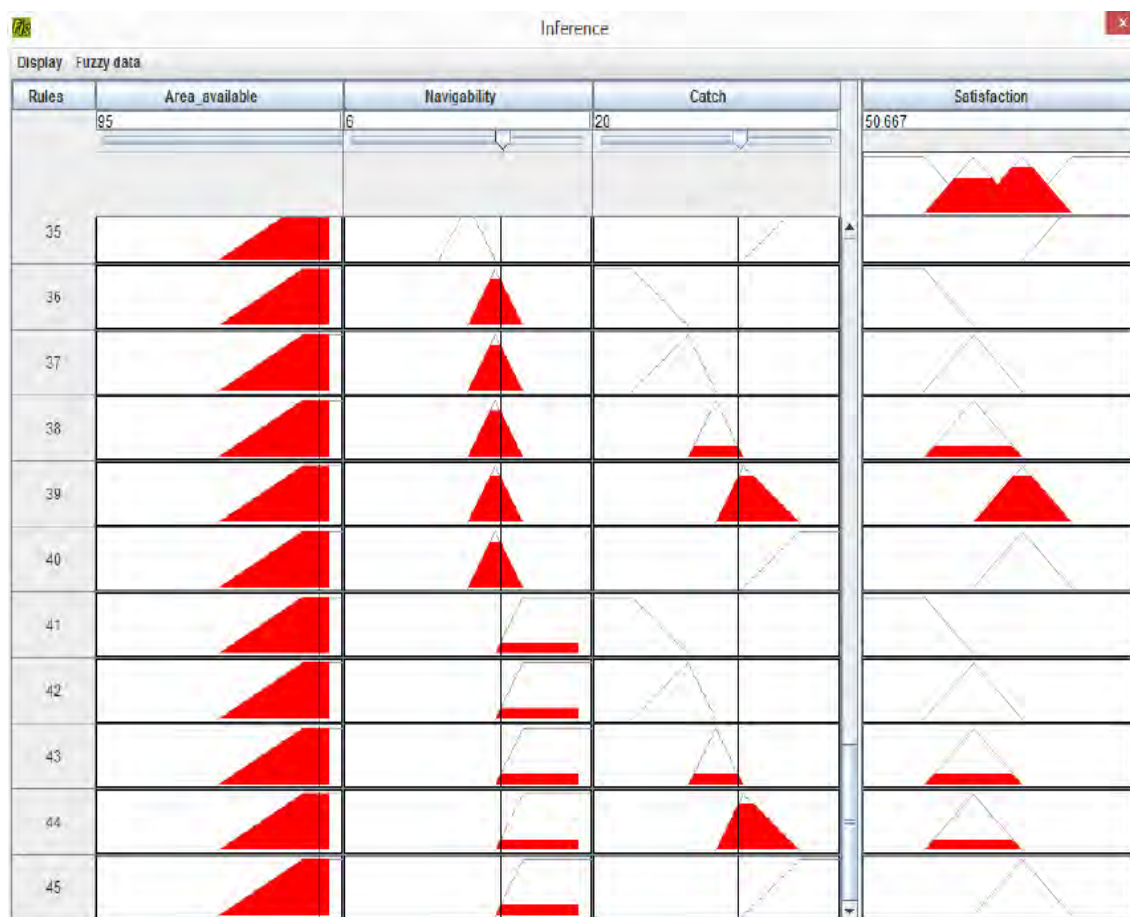 fis
Inference
x
Display Fuzzy data
Rules Area_available Navigability Catch Satisfaction
95 6 20 50.667
35
36
37
38
39
40
41
42
43
44
45